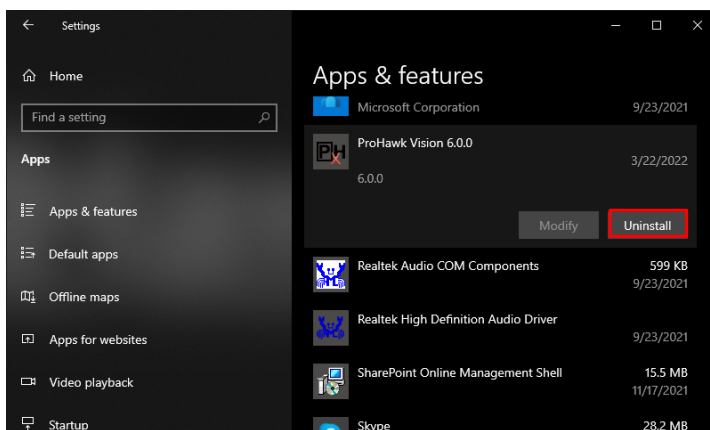 Settings
Home
Find a setting
Apps
Apps & features
Default apps
Offline maps
Apps for websites
Video playback
Startup
Apps & features
Microsoft Corporation 9/23/2021
PH
X
ProHawk Vision 6.0.0
3/22/2022
6.0.0
Modify Uninstall
Realtek Audio COM Components 599 KB
9/23/2021
Realtek High Definition Audio Driver
9/23/2021
SharePoint Online Management Shell 15.5 MB
11/17/2021
Skype 28.2 MB